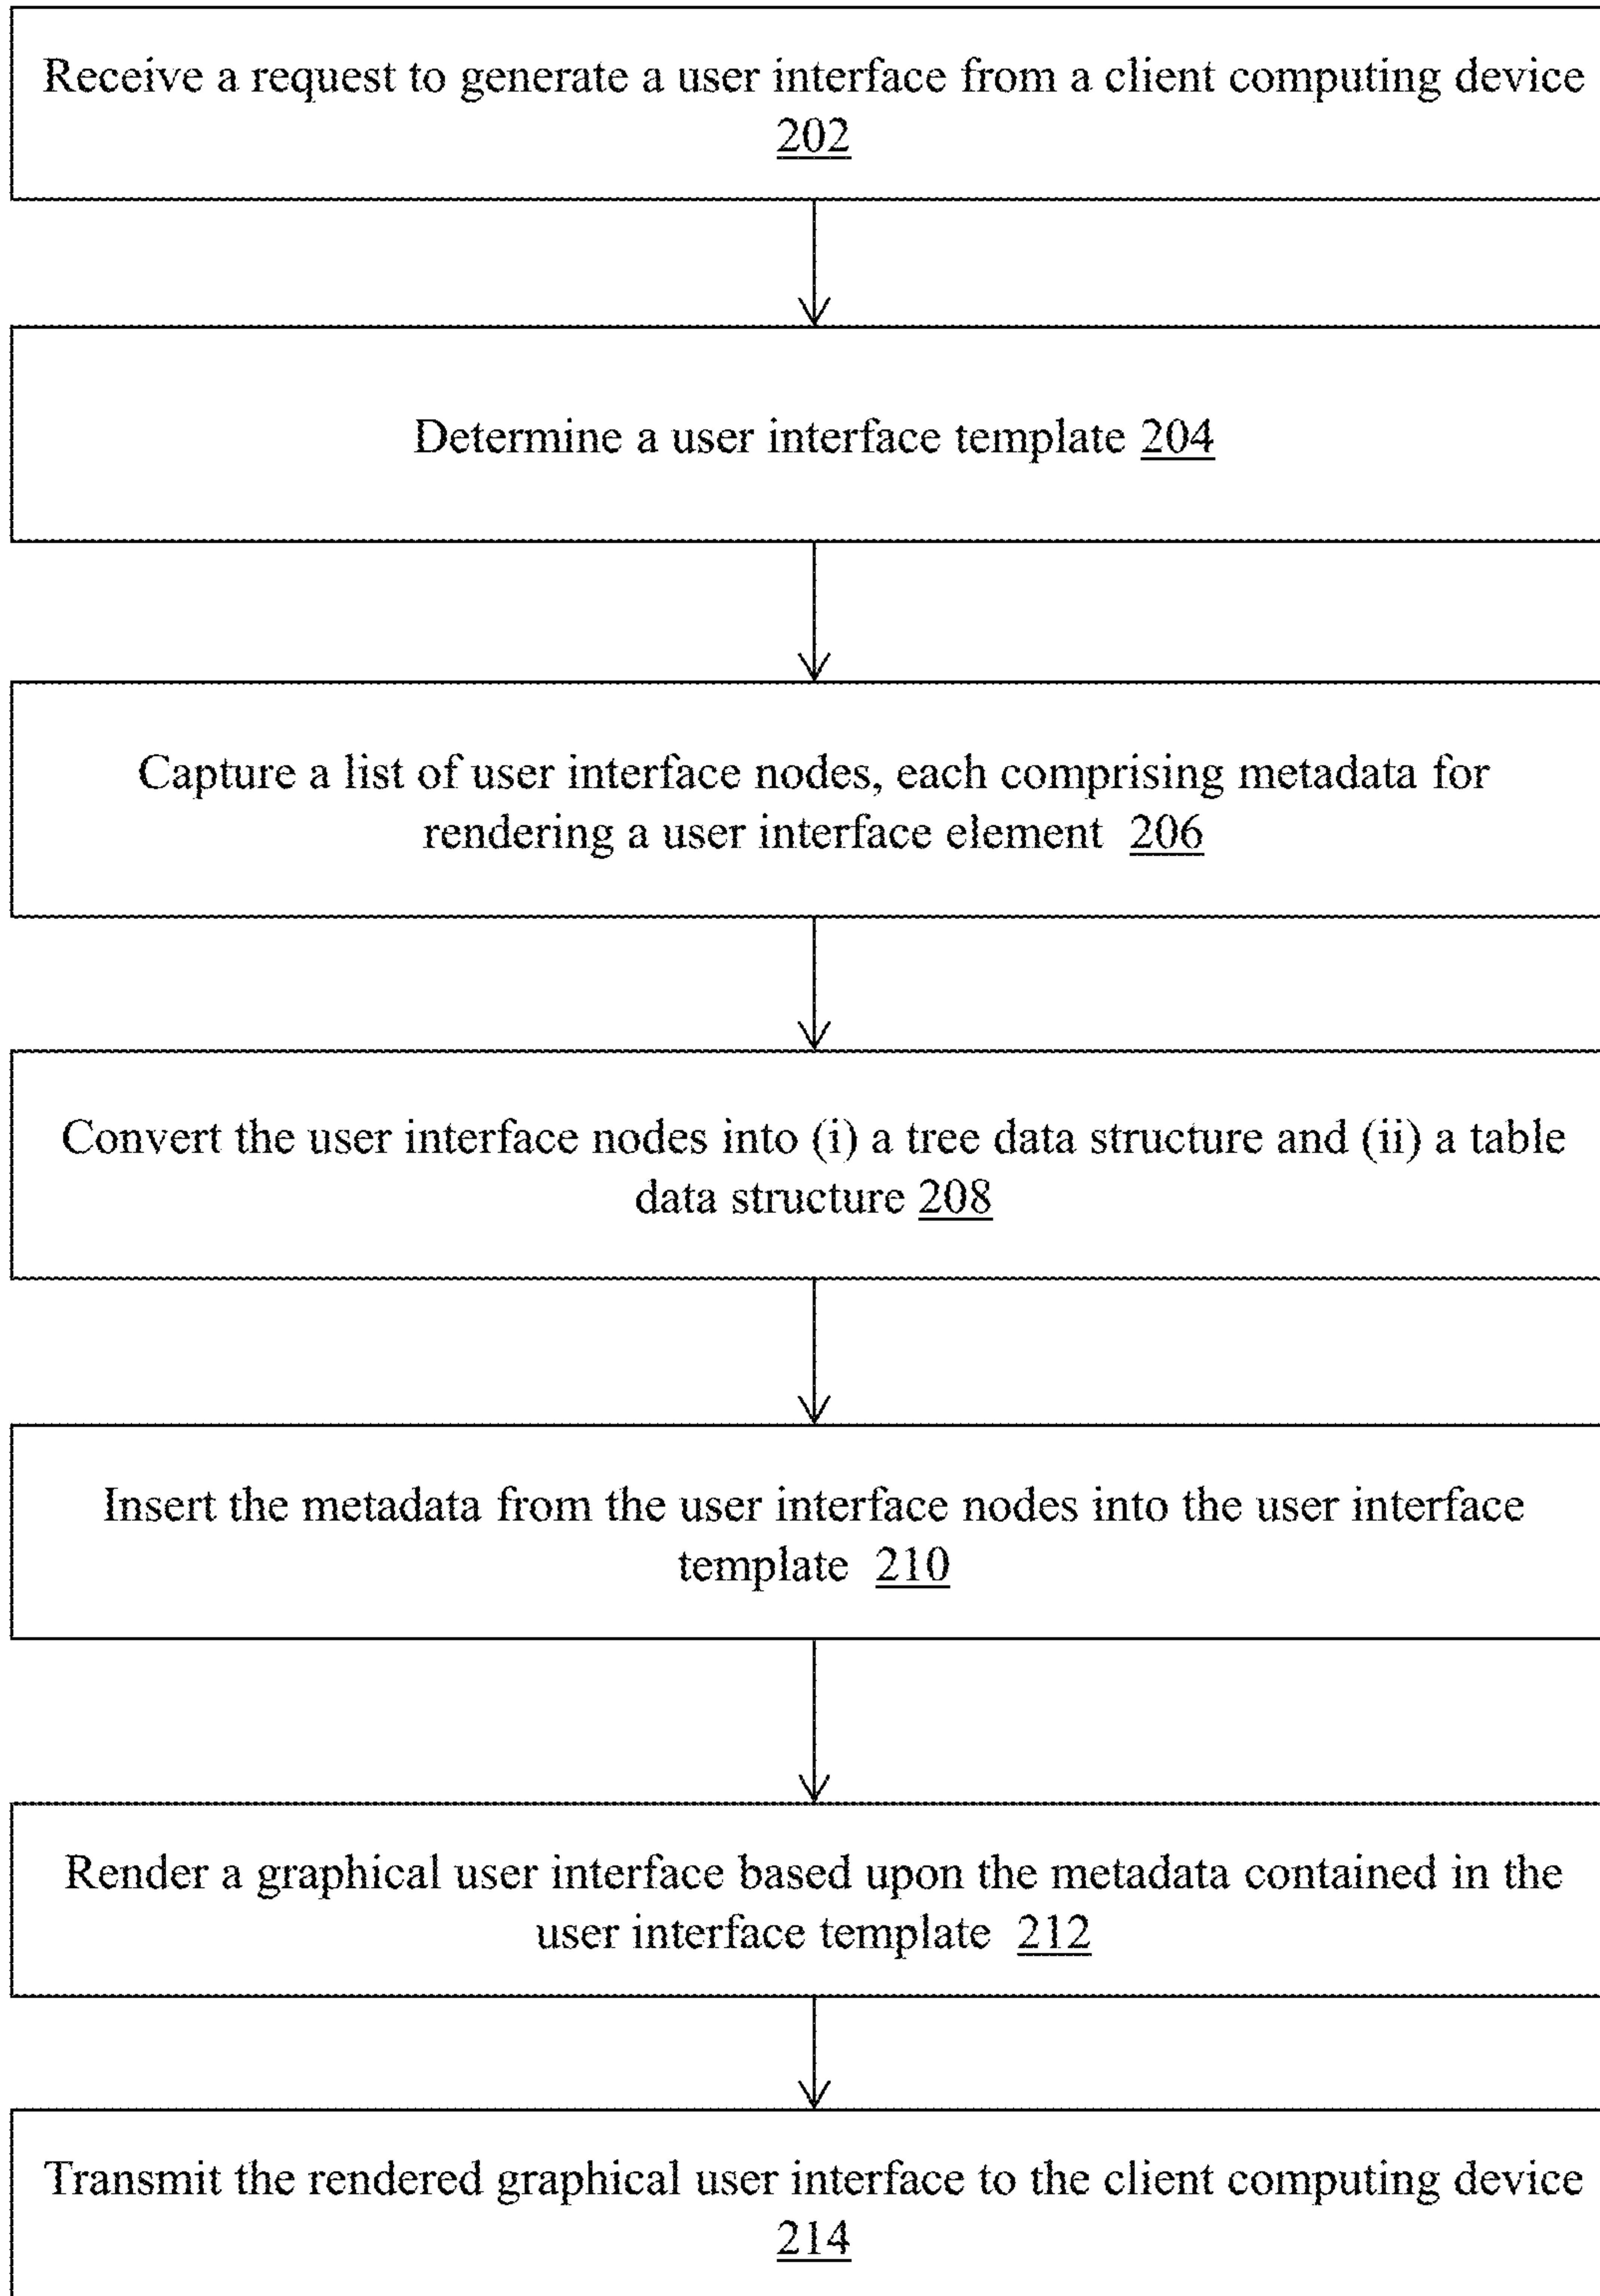 Receive a request to generate a user interface from a client computing device
202
Determine a user interface template 204
Capture a list of user interface nodes, each comprising metadata for
rendering a user interface element 206
Convert the user interface nodes into (i) a tree data structure and (ii) a table
data structure 208
Insert the metadata from the user interface nodes into the user interface
template 210
Render a graphical user interface based upon the metadata contained in the
user interface template 212
Transmit the rendered graphical user interface to the client computing device
214